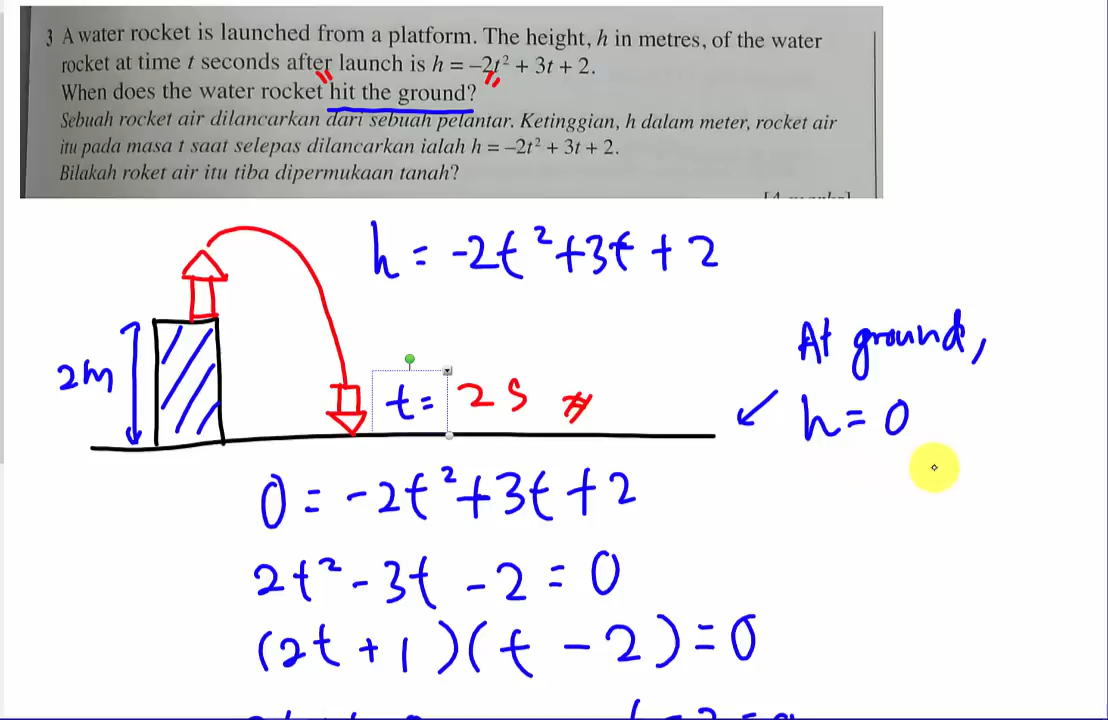 3 A water rocket is launched from a platform. The height, h in metres, of the water
rocket at time t seconds after launch is h = –2t² + 3t + 2.
When does the water rocket hit the ground?
Sebuah rocket air dilancarkan dari sebuah pelantar. Ketinggian, h dalam meter, rocket air
itu pada masa t saat selepas dilancarkan ialah h = –2t² + 3t + 2.
Bilakah roket air itu tiba dipermukaan tanah?
h = -2t² + 3t + 2
At ground,
h = 0
2m
t = 2 s
0 = -2t² + 3t + 2
2t² - 3t - 2 = 0
(2t + 1)(t - 2) = 0